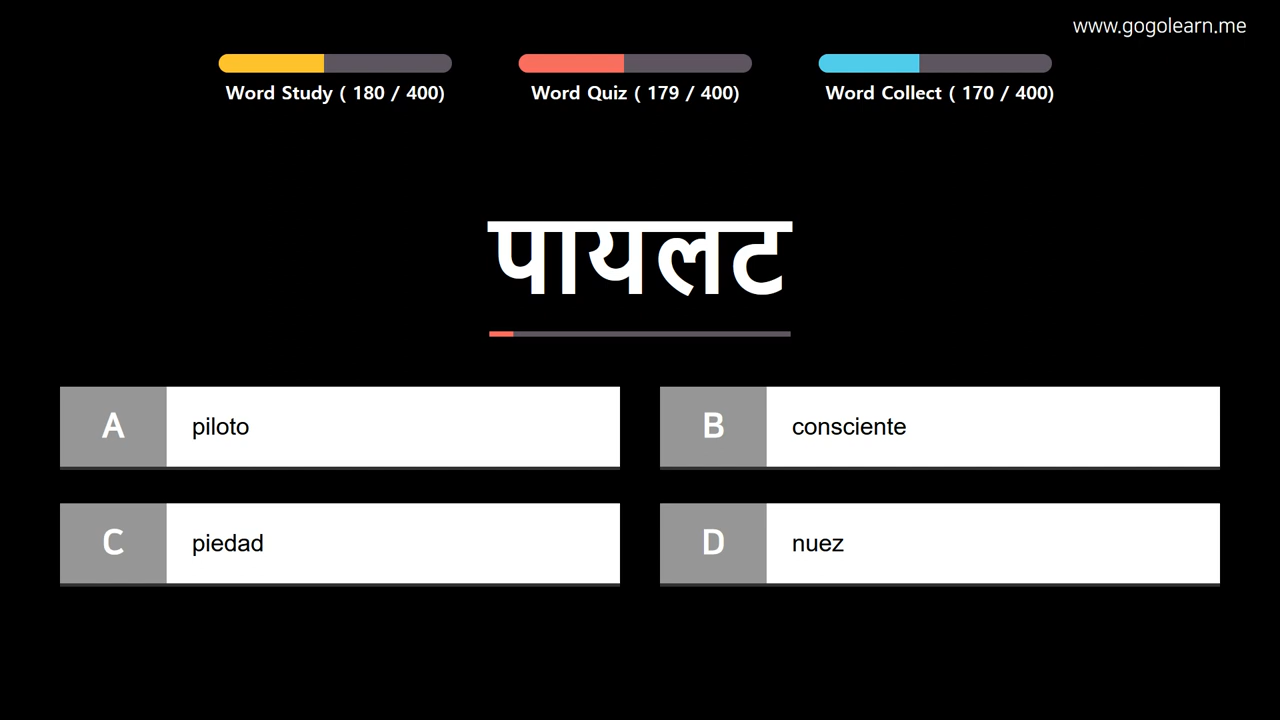 www.gogolearn.me
Word Study ( 180 / 400)
Word Quiz ( 179 / 400)
Word Collect ( 170 / 400)
पायलट
A piloto
B consciente
C piedad
D nuez